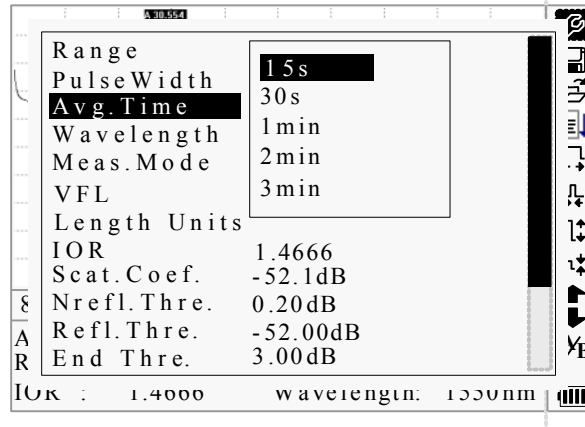 A 30.554
Range
PulseWidth 15s
Avg.Time 30s
Wavelength 1min
Meas.Mode 2min
VFL 3min
Length Units
IOR 1.4666
Scat.Coef. -52.1dB
Nrefl.Thre. 0.20dB
Refl.Thre. -52.00dB
End Thre. 3.00dB
IOR : 1.4666 Wavelength: 1550nm